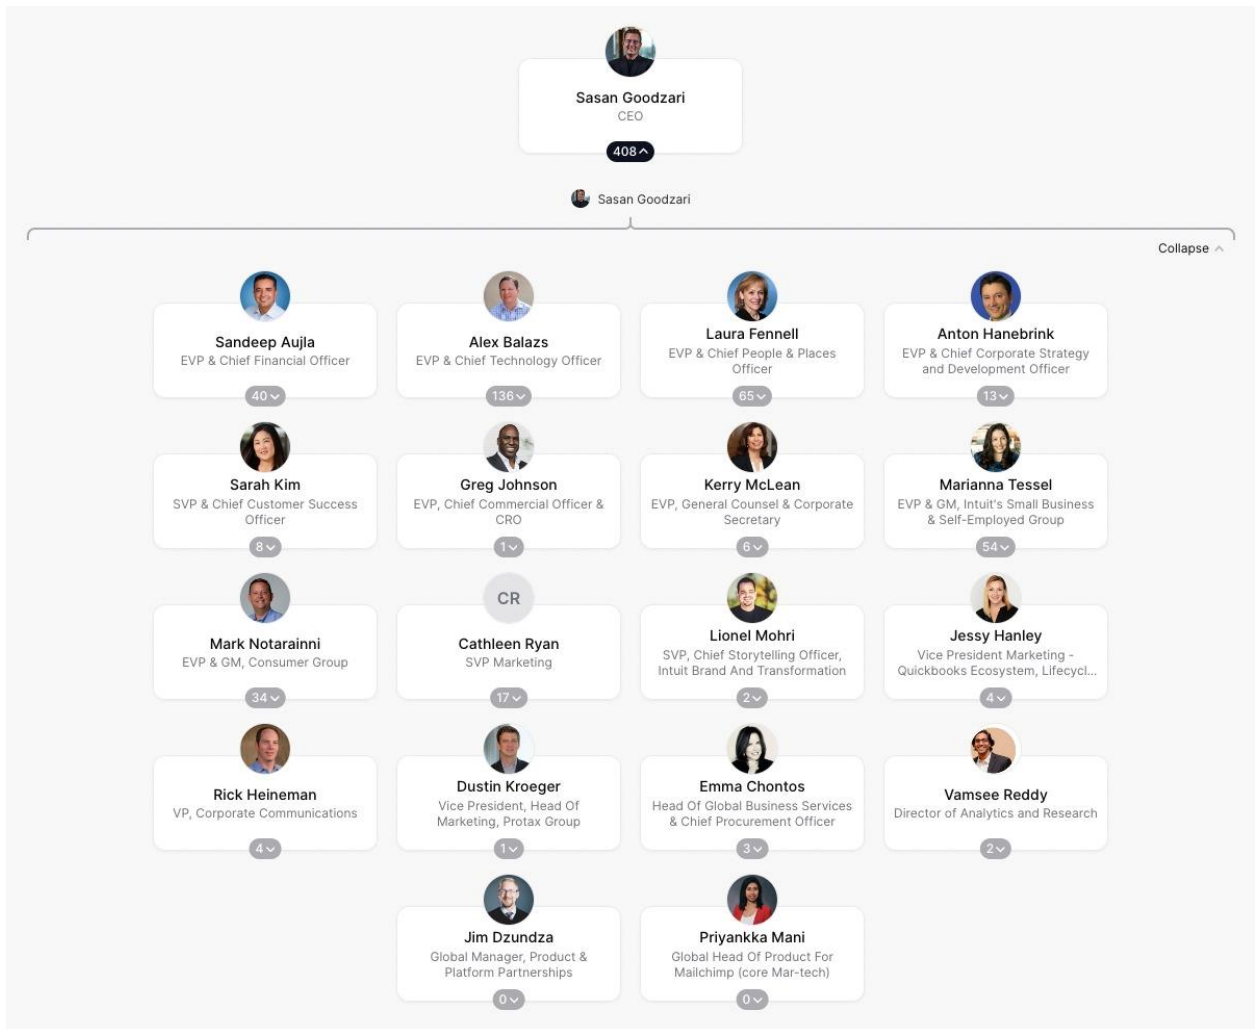 Sasan Goodzari
CEO
408
Sasan Goodzari
Collapse
Sandeep Aujla
EVP & Chief Financial Officer
40
Alex Balazs
EVP & Chief Technology Officer
136
Laura Fennell
EVP & Chief People & Places
Officer
65
Anton Hanebrink
EVP & Chief Corporate Strategy
and Development Officer
13
Sarah Kim
SVP & Chief Customer Success
Officer
8
Greg Johnson
EVP, Chief Commercial Officer &
CRO
1
Kerry McLean
EVP, General Counsel & Corporate
Secretary
6
Marianna Tessel
EVP & GM, Intuit's Small Business
& Self-Employed Group
54
Mark Notarainni
EVP & GM, Consumer Group
34
CR
Cathleen Ryan
SVP Marketing
17
Lionel Mohri
SVP, Chief Storytelling Officer,
Intuit Brand And Transformation
2
Jessy Hanley
Vice President Marketing -
Quickbooks Ecosystem, Lifecycl...
4
Rick Heineman
VP, Corporate Communications
4
Dustin Kroeger
Vice President, Head Of
Marketing, Protax Group
1
Emma Chontos
Head Of Global Business Services
& Chief Procurement Officer
3
Vamsee Reddy
Director of Analytics and Research
2
Jim Dzundza
Global Manager, Product &
Platform Partnerships
0
Priyankka Mani
Global Head Of Product For
Mailchimp (core Mar-tech)
0